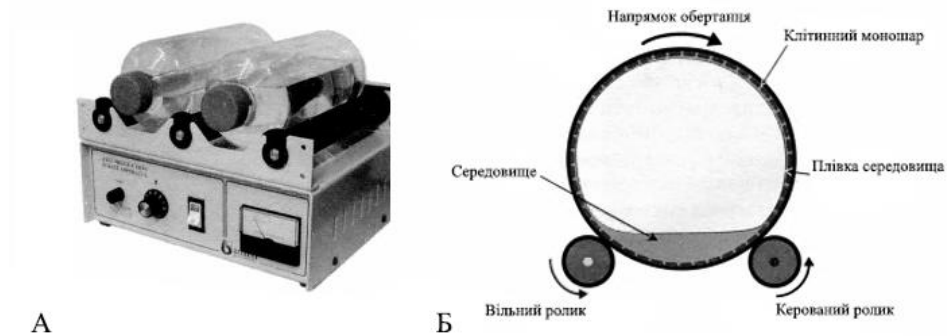 Напрямок обертання
Клітинний моношар
Середовище
Плівка середовища
Вільний ролик
Керований ролик
А
Б